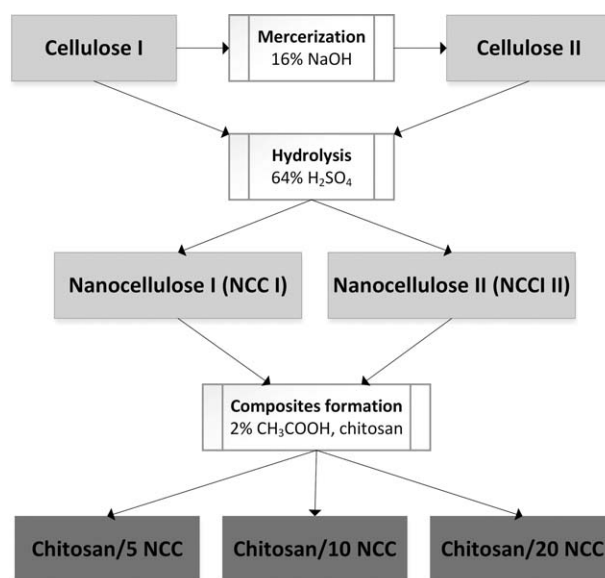 Cellulose I
Mercerization
16% NaOH
Cellulose II
Hydrolysis
64% H₂SO₄
Nanocellulose I (NCC I)
Nanocellulose II (NCCI II)
Composites formation
2% CH₃COOH, chitosan
Chitosan/5 NCC
Chitosan/10 NCC
Chitosan/20 NCC